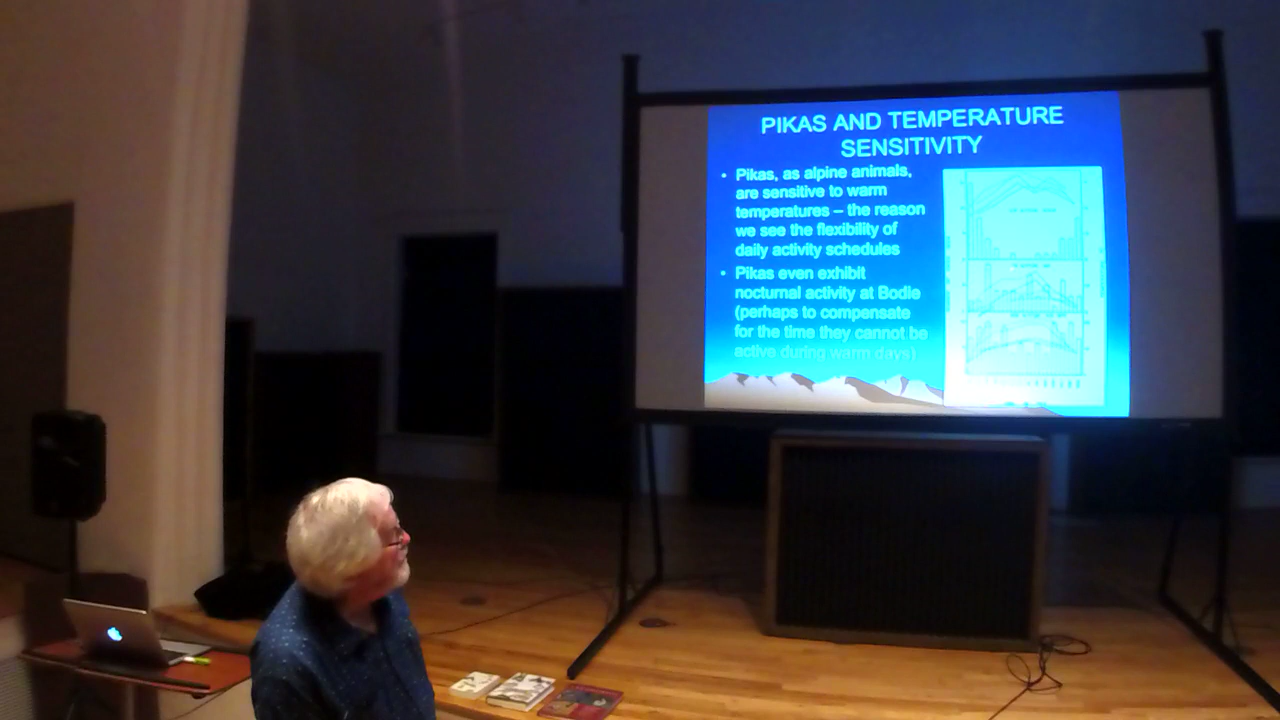 PIKAS AND TEMPERATURE
SENSITIVITY
• Pikas, as alpine animals,
are sensitive to warm
temperatures – the reason
we see the flexibility of
daily activity schedules
• Pikas even exhibit
nocturnal activity at Bodie
(perhaps to compensate
for the time they cannot be
active during warm days)